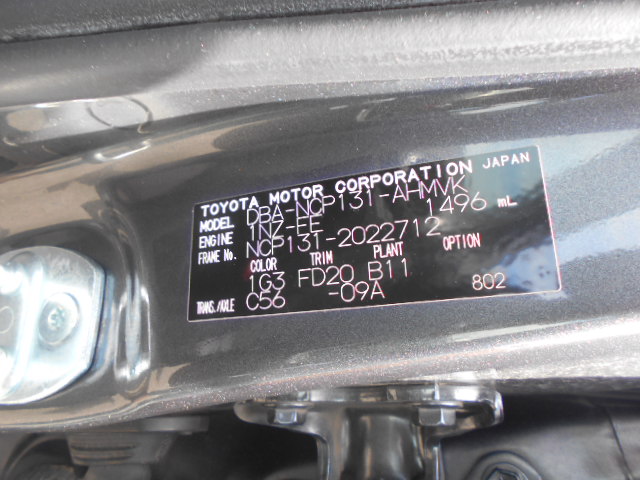 TOYOTA MOTOR CORPORATION JAPAN
MODEL DBA-NCP131-AHMVK
ENGINE 1NZ-FE 1496 mL
FRAME No. NCP131-2022712
COLOR TRIM PLANT OPTION
1G3 FD20 B11
TRANS./AXLE C56 -09A 802